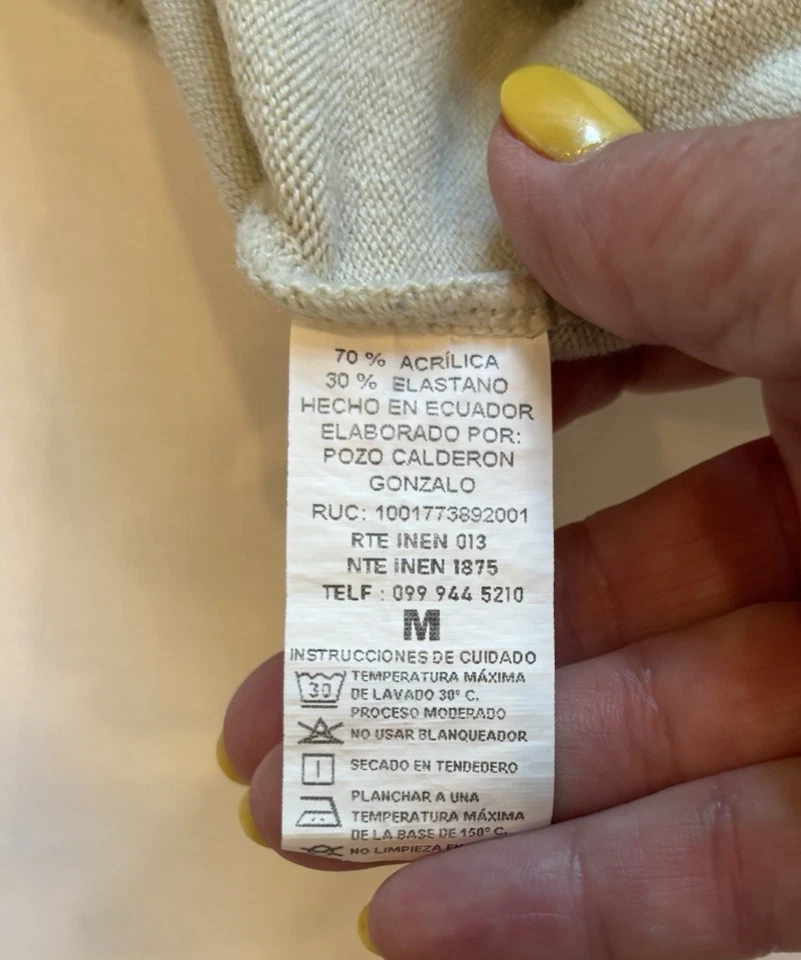 70 % ACRÍLICA
30 % ELASTANO
HECHO EN ECUADOR
ELABORADO POR:
POZO CALDERON
GONZALO
RUC: 1001773892001
RTE INEN 013
NTE INEN 1875
TELF : 099 944 5210
M
INSTRUCCIONES DE CUIDADO
30 TEMPERATURA MÁXIMA
DE LAVADO 30º C.
PROCESO MODERADO
NO USAR BLANQUEADOR
SECADO EN TENDEDERO
PLANCHAR A UNA
TEMPERATURA MÁXIMA
DE LA BASE DE 150º C.
NO LIMPIEZA